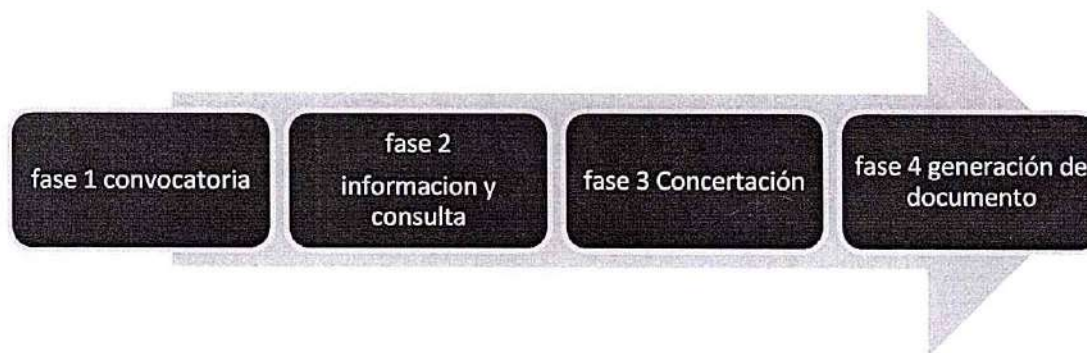 fase 1 convocatoria
fase 2
informacion y
consulta
fase 3 Concertación
fase 4 generación de
documento